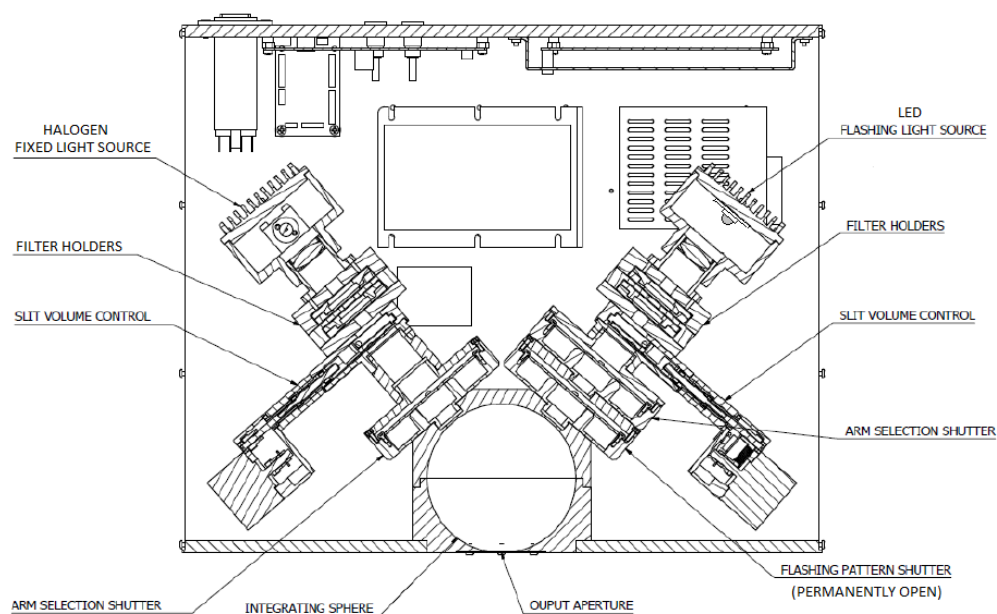 HALOGEN
FIXED LIGHT SOURCE
LED
FLASHING LIGHT SOURCE
FILTER HOLDERS
FILTER HOLDERS
SLIT VOLUME CONTROL
SLIT VOLUME CONTROL
ARM SELECTION SHUTTER
FLASHING PATTERN SHUTTER
(PERMANENTLY OPEN)
ARM SELECTION SHUTTER
INTEGRATING SPHERE
OUPUT APERTURE